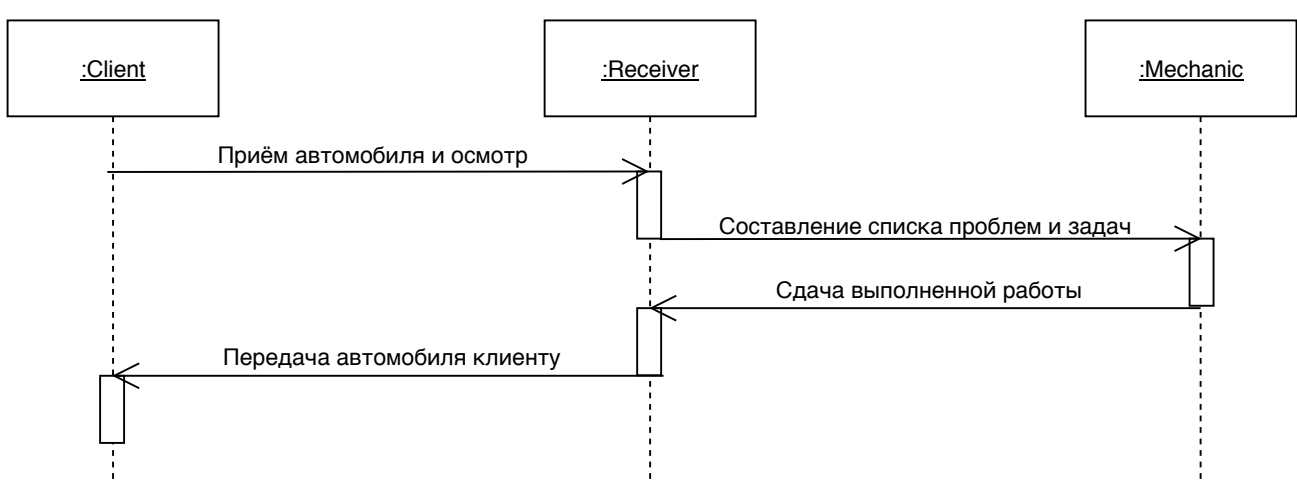 :Client
:Receiver
:Mechanic
Приём автомобиля и осмотр
Составление списка проблем и задач
Сдача выполненной работы
Передача автомобиля клиенту